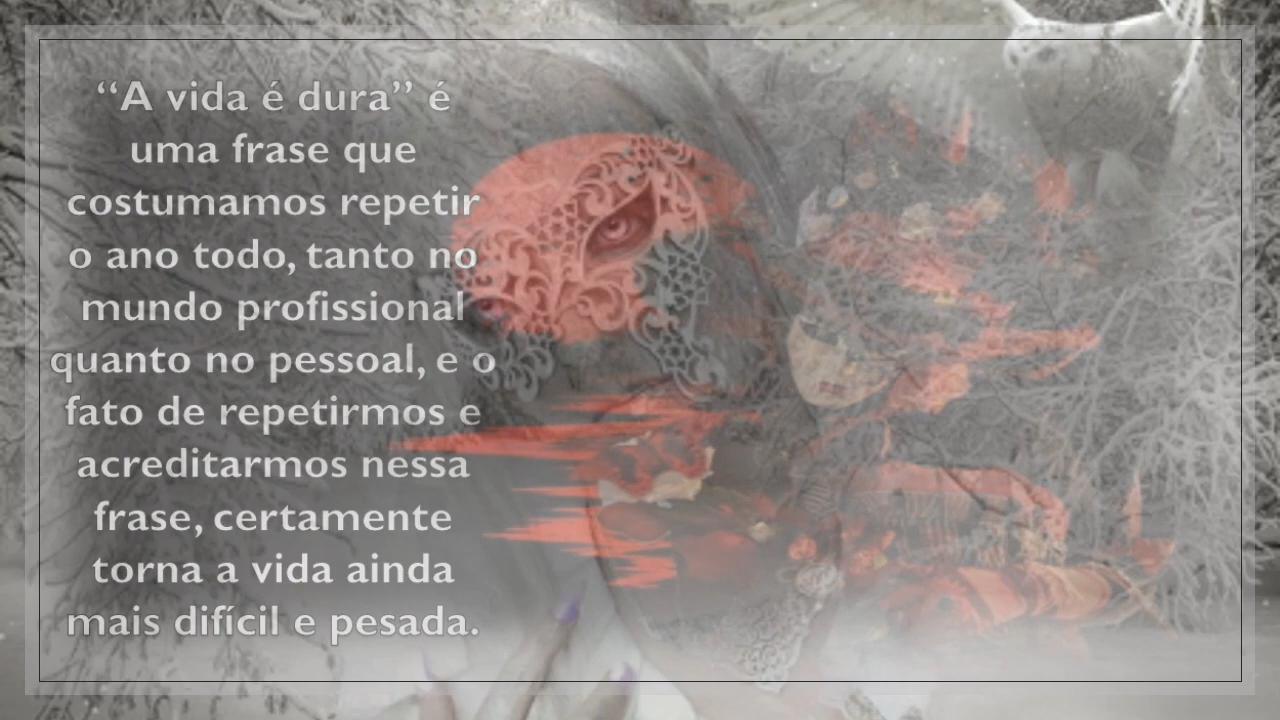 “A vida é dura” é
uma frase que
costumamos repetir
o ano todo, tanto no
mundo profissional
quanto no pessoal, e o
fato de repetirmos e
acreditarmos nessa
frase, certamente
torna a vida ainda
mais difícil e pesada.